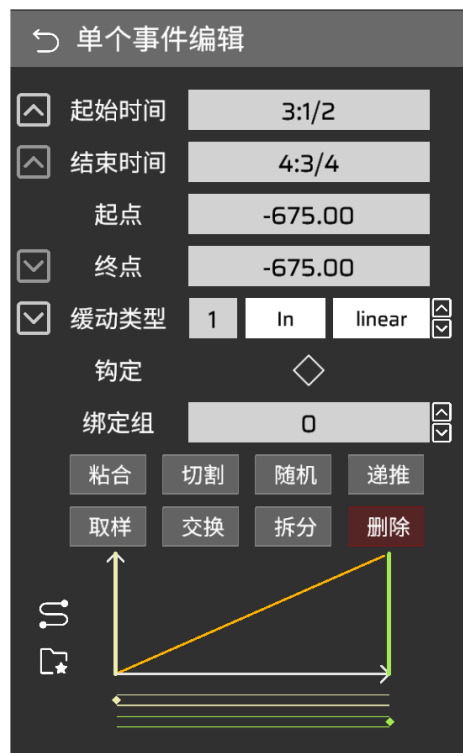 单个事件编辑
起始时间 3:1/2
结束时间 4:3/4
起点 -675.00
终点 -675.00
缓动类型 1 In linear
钩定
绑定组 0
粘合 切割 随机 递推
取样 交换 拆分 删除